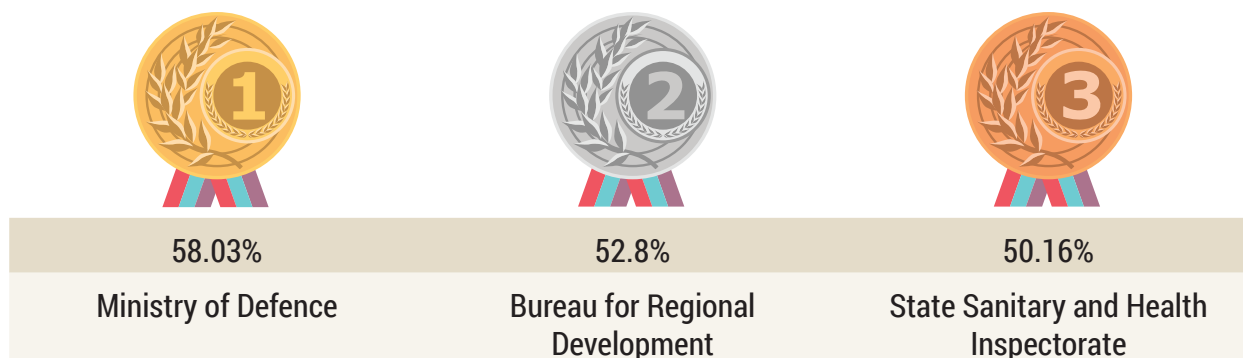 1
2
3
58.03%
52.8%
50.16%
Ministry of Defence
Bureau for Regional
Development
State Sanitary and Health
Inspectorate